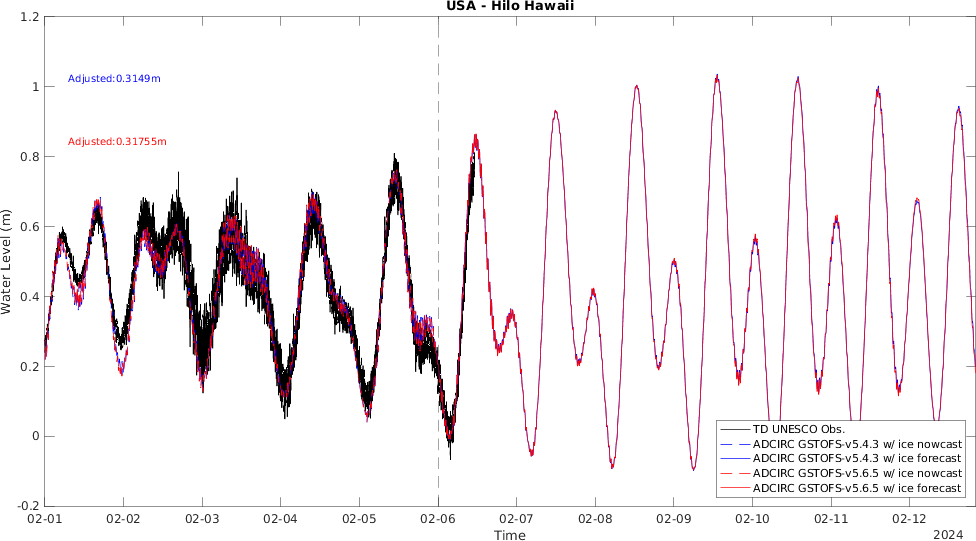 USA - Hilo Hawaii
1.2
1
0.8
0.6
0.4
0.2
0
-0.2
Water Level (m)
Adjusted:0.3149m
Adjusted:0.31755m
TD UNESCO Obs.
ADCIRC GSTOFS-v5.4.3 w/ ice nowcast
ADCIRC GSTOFS-v5.4.3 w/ ice forecast
ADCIRC GSTOFS-v5.6.5 w/ ice nowcast
ADCIRC GSTOFS-v5.6.5 w/ ice forecast
02-01 02-02 02-03 02-04 02-05 02-06 02-07 02-08 02-09 02-10 02-11 02-12
Time
2024